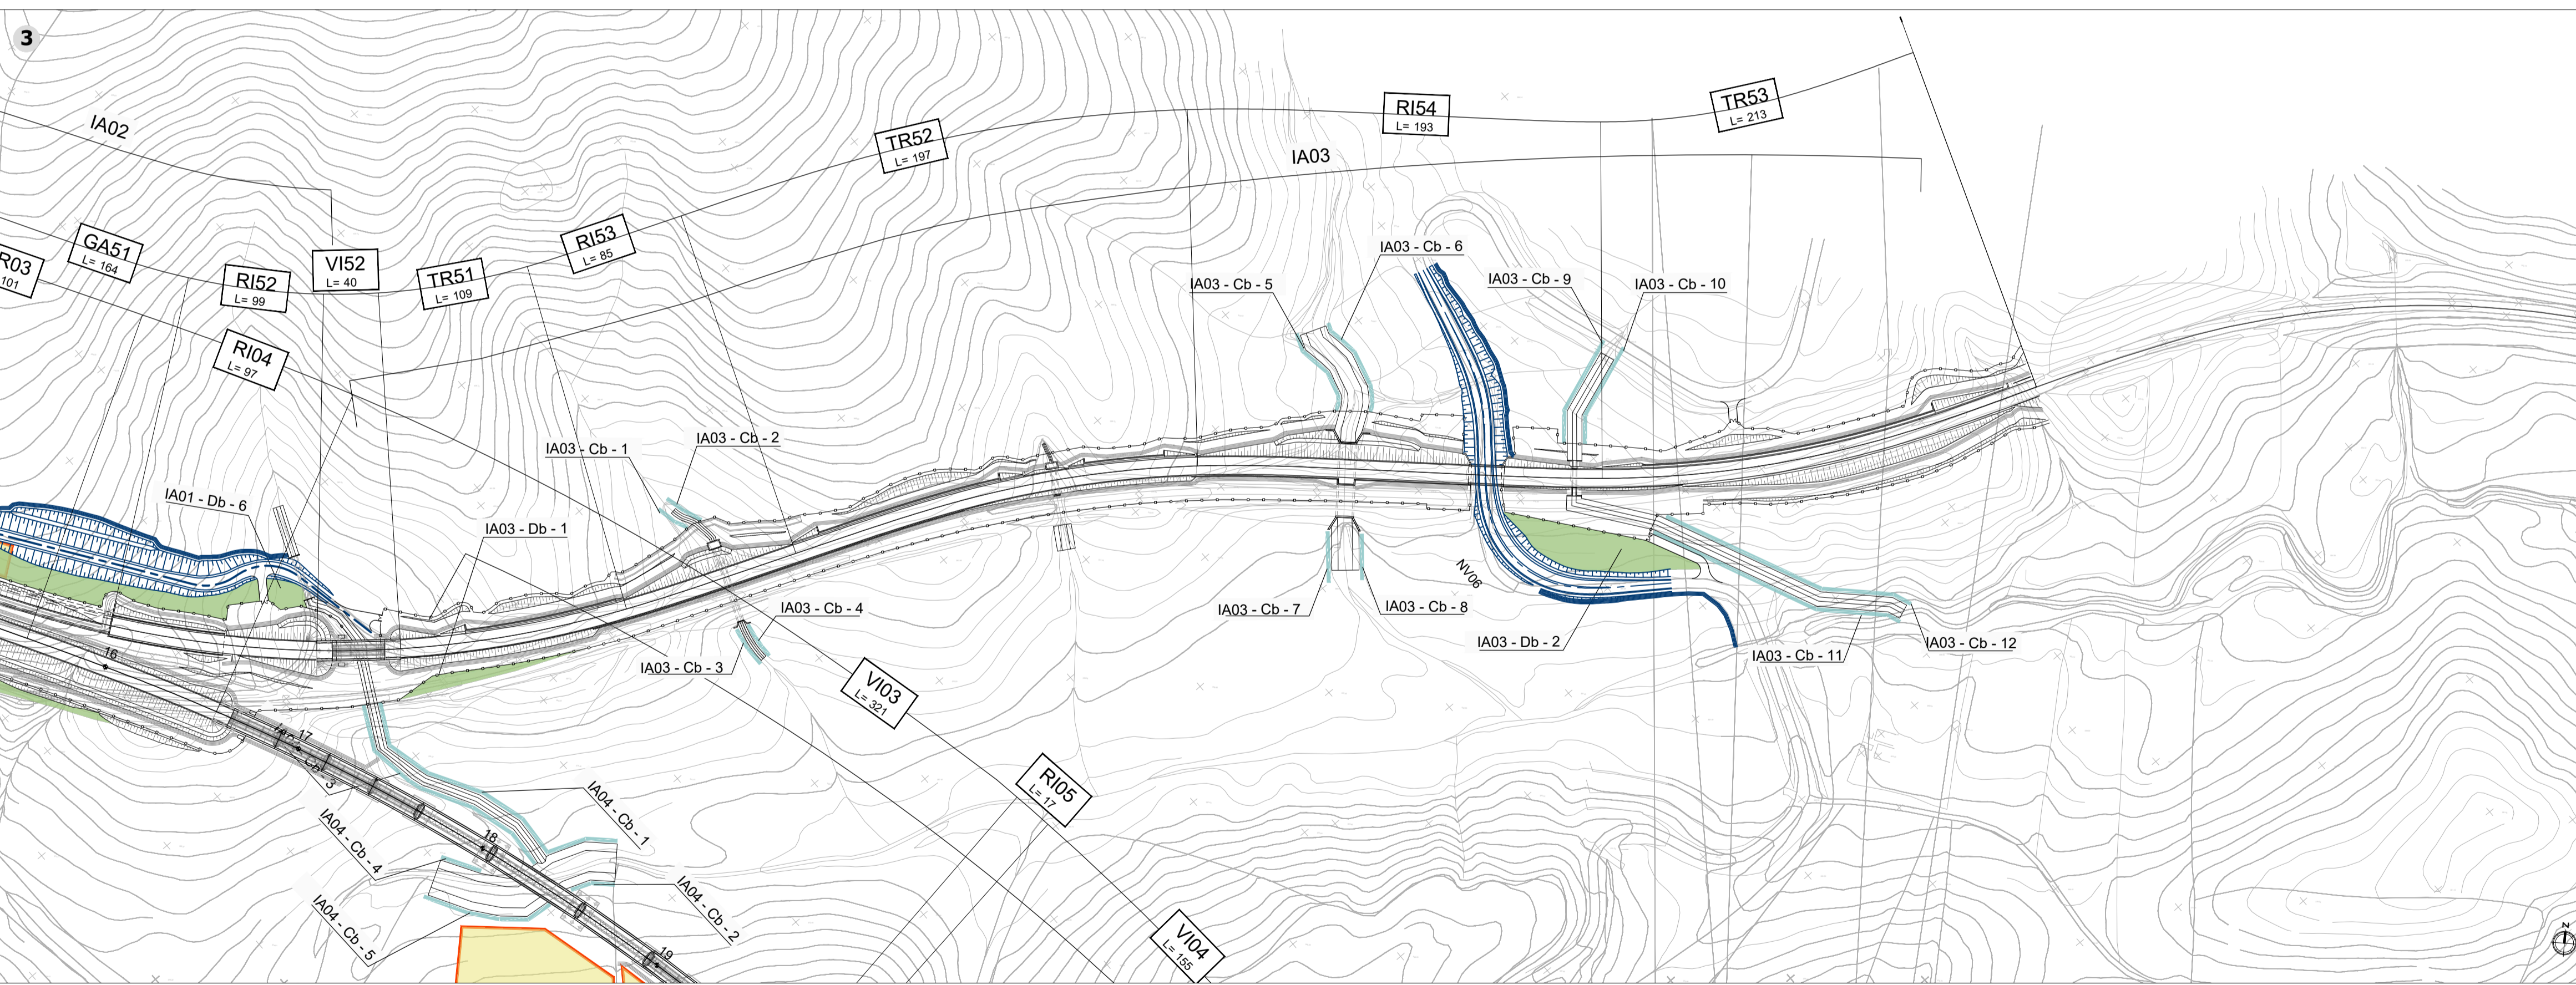 3
IA02
GA51
L= 164
R03
101
RI52
L= 99
VI52
L= 40
TR51
L= 109
RI53
L= 85
TR52
L= 197
RI54
L= 193
TR53
L= 213
IA03
RI04
L= 97
IA03 - Cb - 5
IA03 - Cb - 6
IA03 - Cb - 9
IA03 - Cb - 10
IA03 - Cb - 1
IA03 - Cb - 2
IA01 - Db - 6
IA03 - Db - 1
NV06
IA03 - Cb - 7
IA03 - Cb - 8
IA03 - Cb - 4
IA03 - Cb - 3
IA03 - Db - 2
IA03 - Cb - 11
IA03 - Cb - 12
16
VI03
L= 321
17
Cb - 3
RI05
L= 17
IA04 - Cb - 1
IA04 - Cb - 4
18
IA04 - Cb - 2
IA04 - Cb - 5
19
VI04
L= 155
N